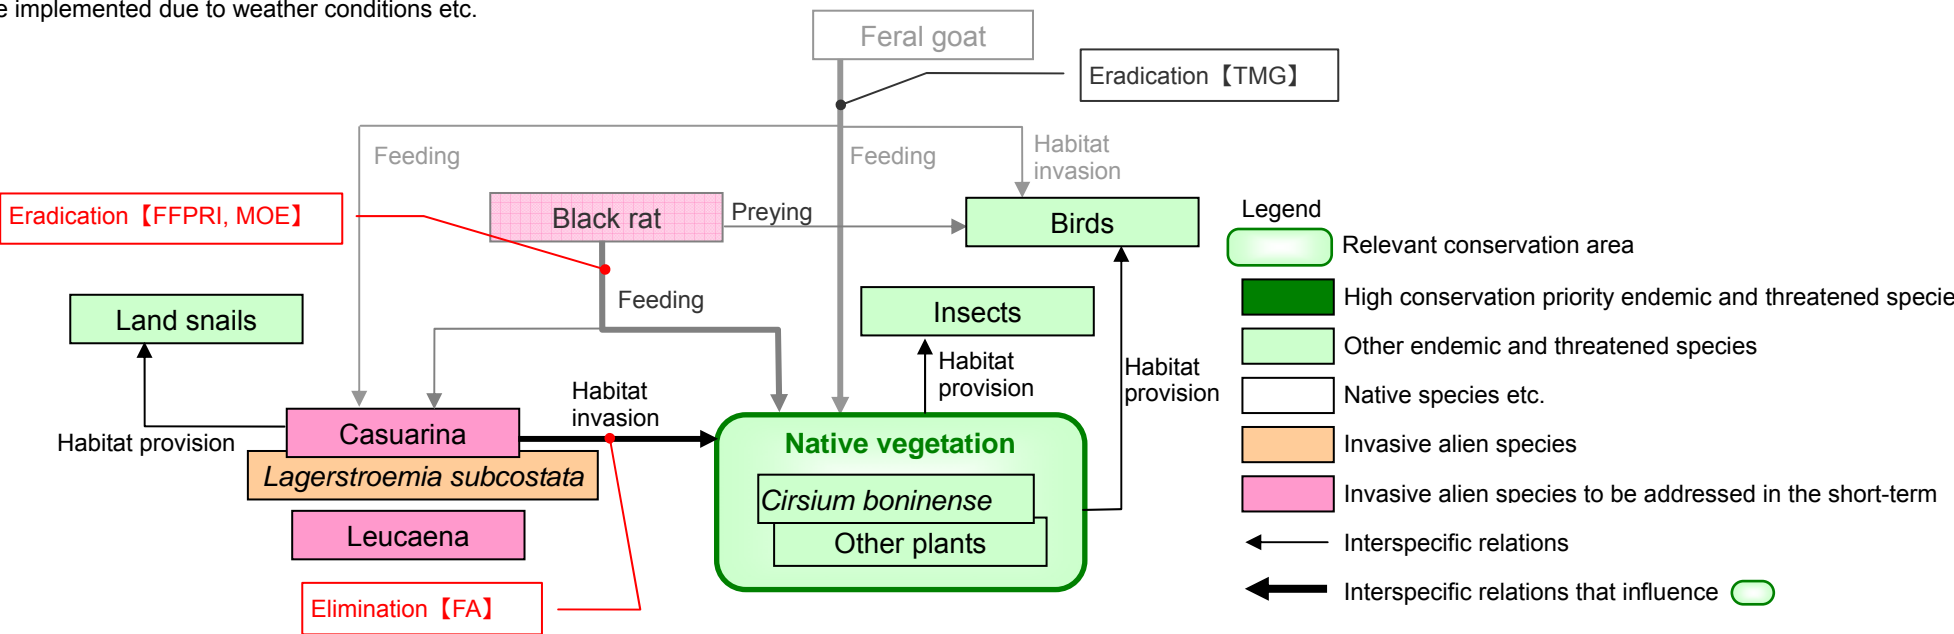 e implemented due to weather conditions etc.
Feral goat
Eradication【TMG】
Feeding
Feeding
Habitat
invasion
Eradication【FFPRI, MOE】
Black rat
Preying
Birds
Legend
Relevant conservation area
Feeding
High conservation priority endemic and threatened specie
Land snails
Insects
Other endemic and threatened species
Habitat
provision
Habitat
provision
Habitat
invasion
Native species etc.
Habitat provision
Casuarina
Native vegetation
Invasive alien species
Lagerstroemia subcostata
Cirsium boninense
Invasive alien species to be addressed in the short-term
Leucaena
Other plants
Interspecific relations
Elimination【FA】
Interspecific relations that influence